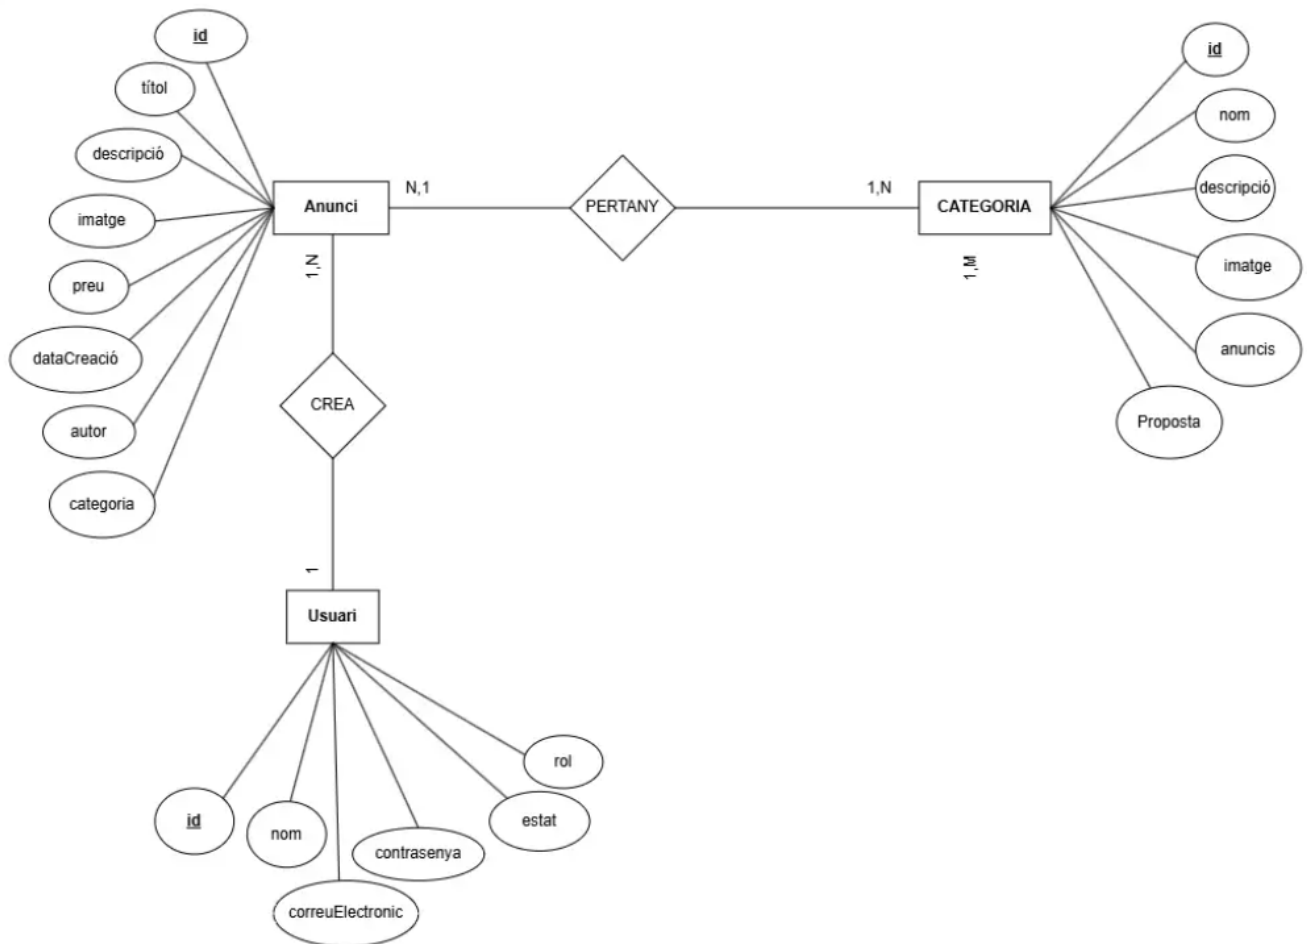 id
títol
descripció
imatge
preu
dataCreació
autor
categoria
Anunci
N,1
PERTANY
1,N
CATEGORIA
1,M
id
nom
descripció
imatge
anuncis
Proposta
1,N
CREA
1
Usuari
id
nom
correuElectronic
contrasenya
estat
rol